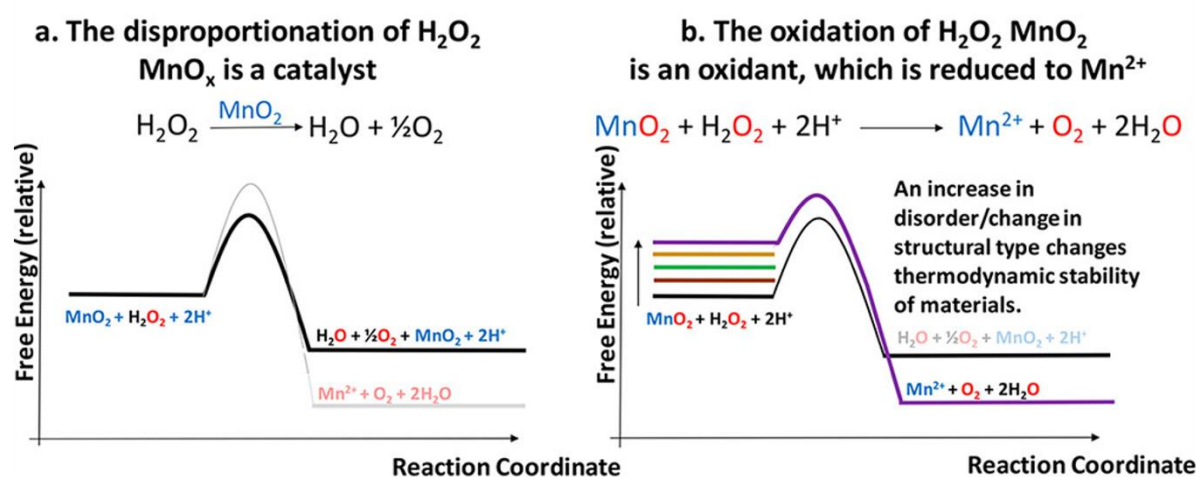 a. The disproportionation of H₂O₂
MnOₓ is a catalyst
H₂O₂ MnO₂ H₂O + ½O₂
Free Energy (relative)
MnO₂ + H₂O₂ + 2H⁺
H₂O + ½O₂ + MnO₂ + 2H⁺
Mn²⁺ + O₂ + 2H₂O
Reaction Coordinate
b. The oxidation of H₂O₂ MnO₂
is an oxidant, which is reduced to Mn²⁺
MnO₂ + H₂O₂ + 2H⁺ Mn²⁺ + O₂ + 2H₂O
Free Energy (relative)
An increase in
disorder/change in
structural type changes
thermodynamic stability
of materials.
MnO₂ + H₂O₂ + 2H⁺
H₂O + ½O₂ + MnO₂ + 2H⁺
Mn²⁺ + O₂ + 2H₂O
Reaction Coordinate